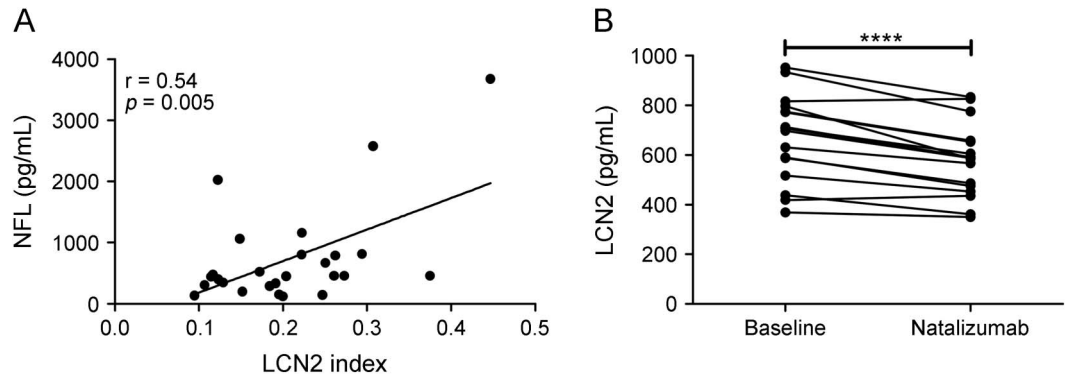 A
r = 0.54
p = 0.005
4000
3000
2000
1000
0
NFL (pg/mL)
0.0 0.1 0.2 0.3 0.4 0.5
LCN2 index
B
****
1000
800
600
400
200
0
LCN2 (pg/mL)
Baseline Natalizumab